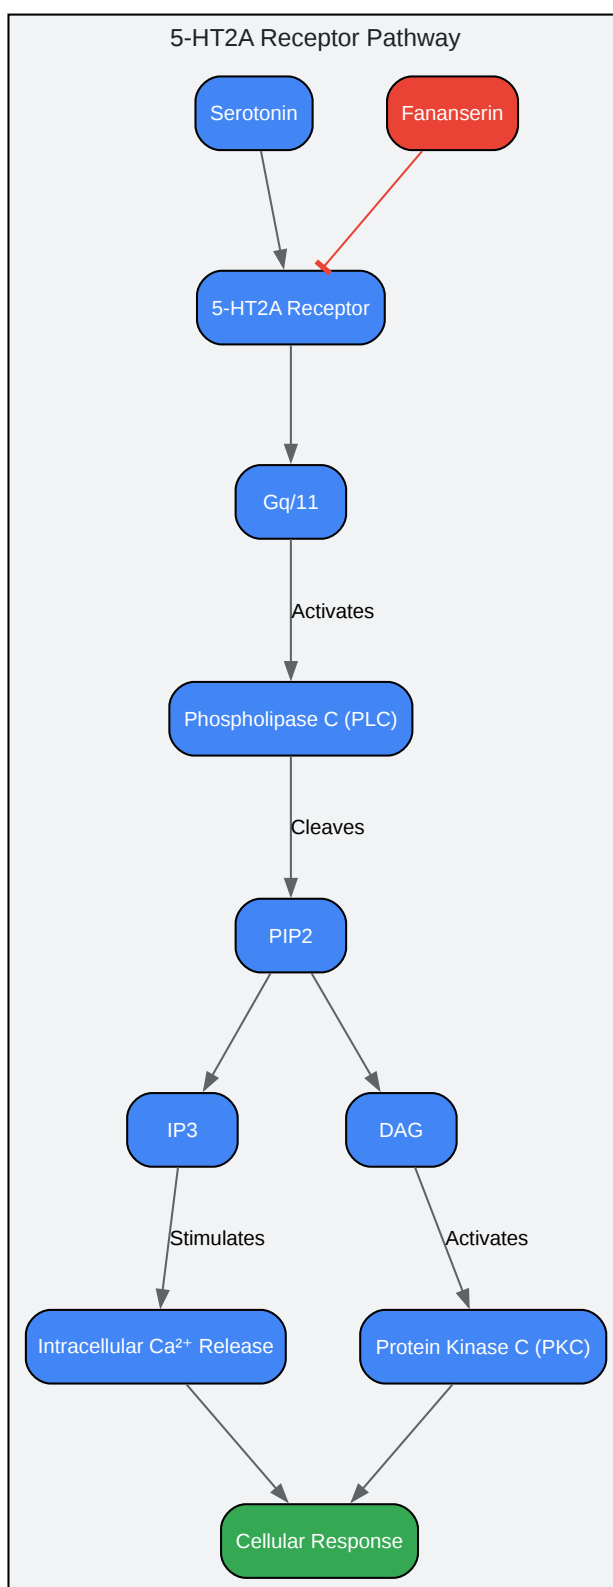 5-HT2A Receptor Pathway
Serotonin
Fananserin
5-HT2A Receptor
Gq/11
Activates
Phospholipase C (PLC)
Cleaves
PIP2
IP3
DAG
Stimulates
Activates
Intracellular Ca²⁺ Release
Protein Kinase C (PKC)
Cellular Response